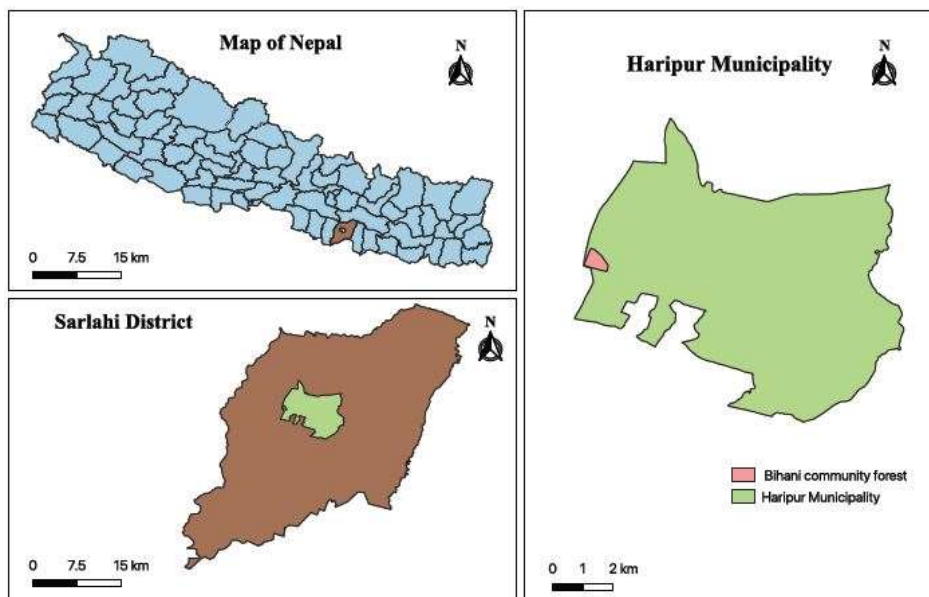 Map of Nepal
N
0 7.5 15 km
Sarlahi District
N
0 7.5 15 km
Haripur Municipality
N
Bihani community forest
Haripur Municipality
0 1 2 km